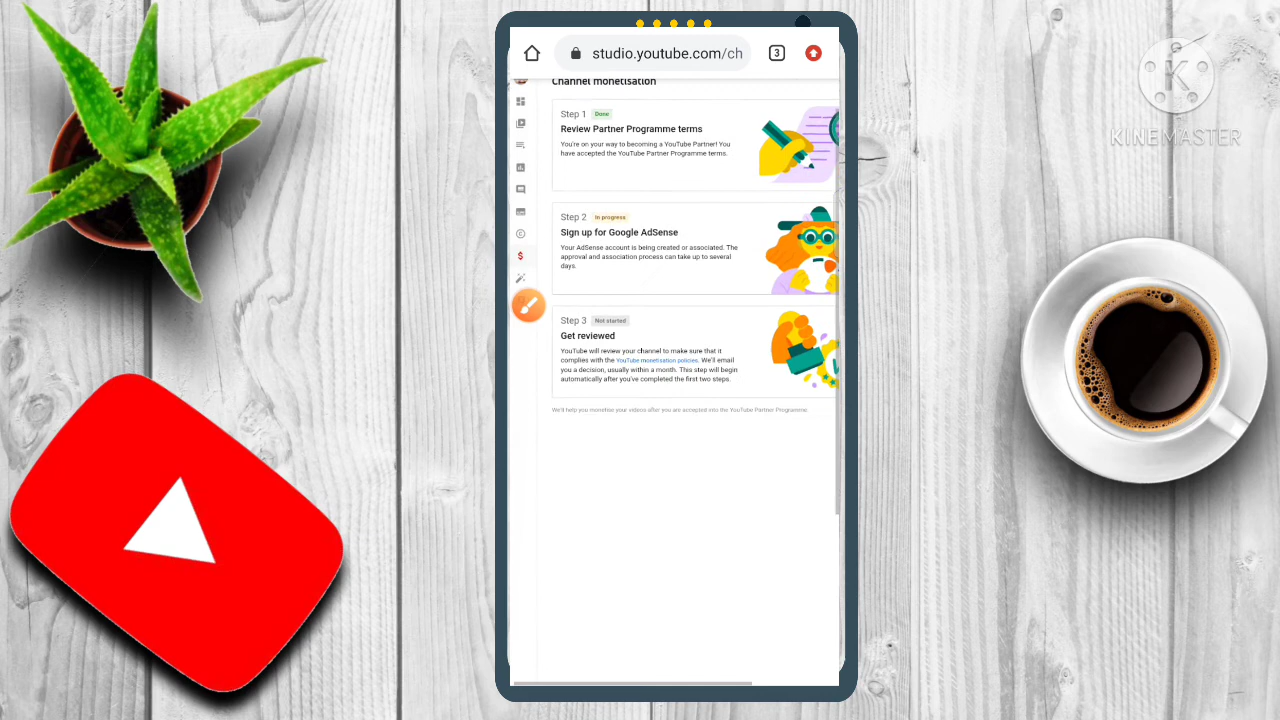 studio.youtube.com/ch
3
Channel monetisation
Step 1 Done
Review Partner Programme terms
You're on your way to becoming a YouTube Partner! You
have accepted the YouTube Partner Programme terms.
Step 2 In progress
Sign up for Google AdSense
Your AdSense account is being created or associated. The
approval and association process can take up to several
days.
Step 3 Not started
Get reviewed
YouTube will review your channel to make sure that it
complies with the YouTube monetisation policies. We'll email
you a decision, usually within a month. This step will begin
automatically after you've completed the first two steps.
We'll help you monetise your videos after you are accepted into the YouTube Partner Programme.
K
KINEMASTER